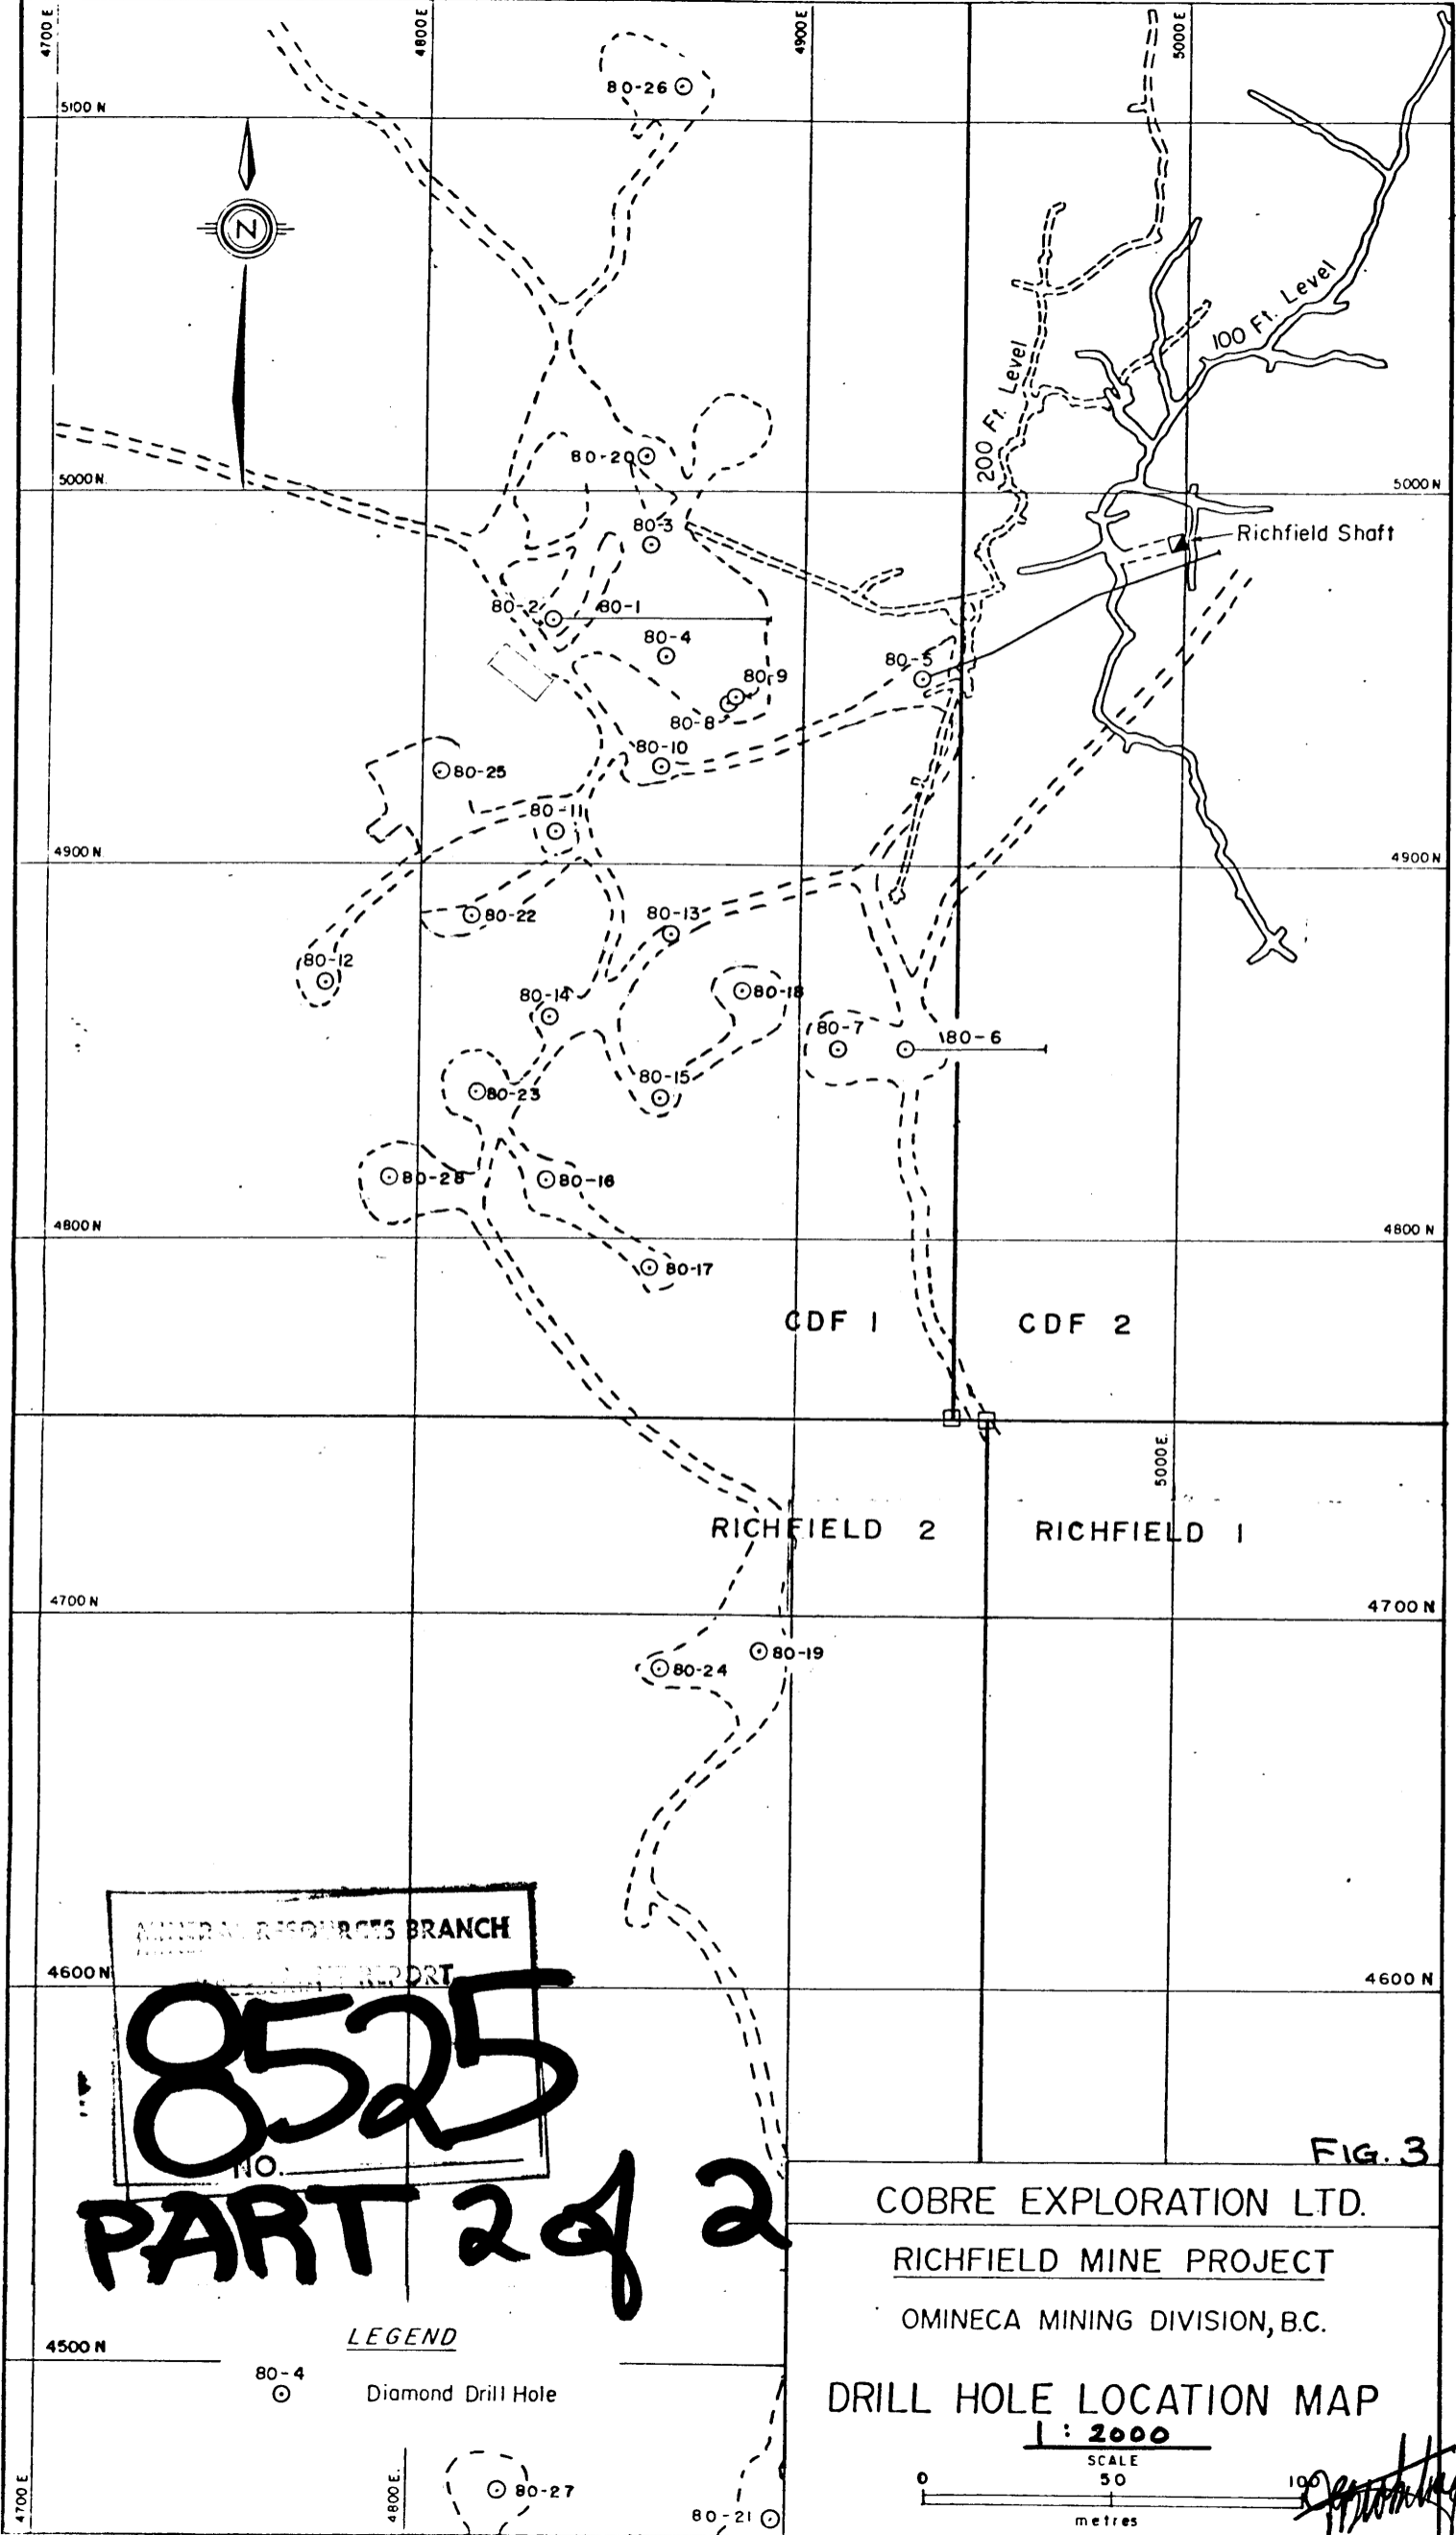 4700 E
4800 E
4900 E
5000 E
80-26
5100 N
N
100 Ft. Level
200 Ft. Level
80-20
5000 N.
5000 N
80-3
Richfield Shaft
80-2
80-1
80-4
80-5
80-9
80-8
80-10
80-25
80-11
4900 N
4900 N
80-22
80-13
80-12
80-18
80-14
80-7
80-6
80-15
80-23
80-28
80-16
4800 N
4800 N
80-17
CDF 1
CDF 2
5000 E.
RICHFIELD 2
RICHFIELD 1
4700 N
4700 N
80-19
80-24
RESOURCES BRANCH
REPORT
4600 N
4600 N
8525
NO.
PART 2 of 2
FIG. 3
COBRE EXPLORATION LTD.
RICHFIELD MINE PROJECT
OMINECA MINING DIVISION, B.C.
LEGEND
4500 N
80-4
Diamond Drill Hole
DRILL HOLE LOCATION MAP
1 : 2000
SCALE
0 50 100
metres
4700 E
4800 E.
80-27
80-21